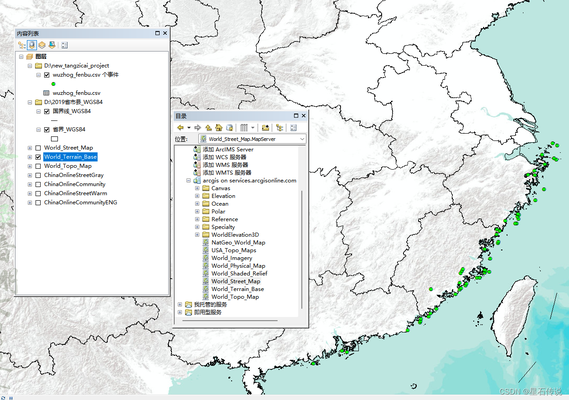 内容列表
图层
D:\new_tangzicai_project
wuzhog_fenbu.csv 个事件
wuzhog_fenbu.csv
D:\2019省市县_WGS84
国界线_WGS84
省界_WGS84
World_Street_Map
World_Terrain_Base
World_Topo_Map
ChinaOnlineStreetGray
ChinaOnlineCommunity
ChinaOnlineStreetWarm
ChinaOnlineCommunityENG
目录
位置:
World_Street_Map.MapServer
添加 ArcIMS Server
添加 WCS 服务器
添加 WMS 服务器
添加 WMTS 服务器
arcgis on services.arcgisonline.com
Canvas
Elevation
Ocean
Polar
Reference
Specialty
WorldElevation3D
NatGeo_World_Map
USA_Topo_Maps
World_Imagery
World_Physical_Map
World_Shaded_Relief
World_Street_Map
World_Terrain_Base
World_Topo_Map
我托管的服务
即用型服务